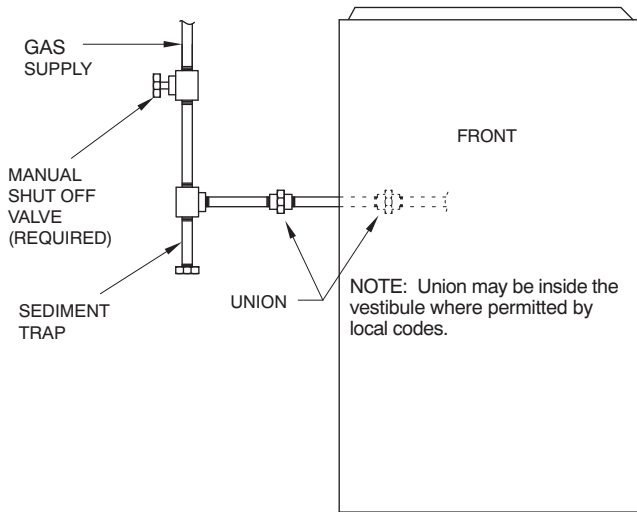 GAS
SUPPLY
FRONT
MANUAL
SHUT OFF
VALVE
(REQUIRED)
SEDIMENT
TRAP
UNION
NOTE: Union may be inside the
vestibule where permitted by
local codes.